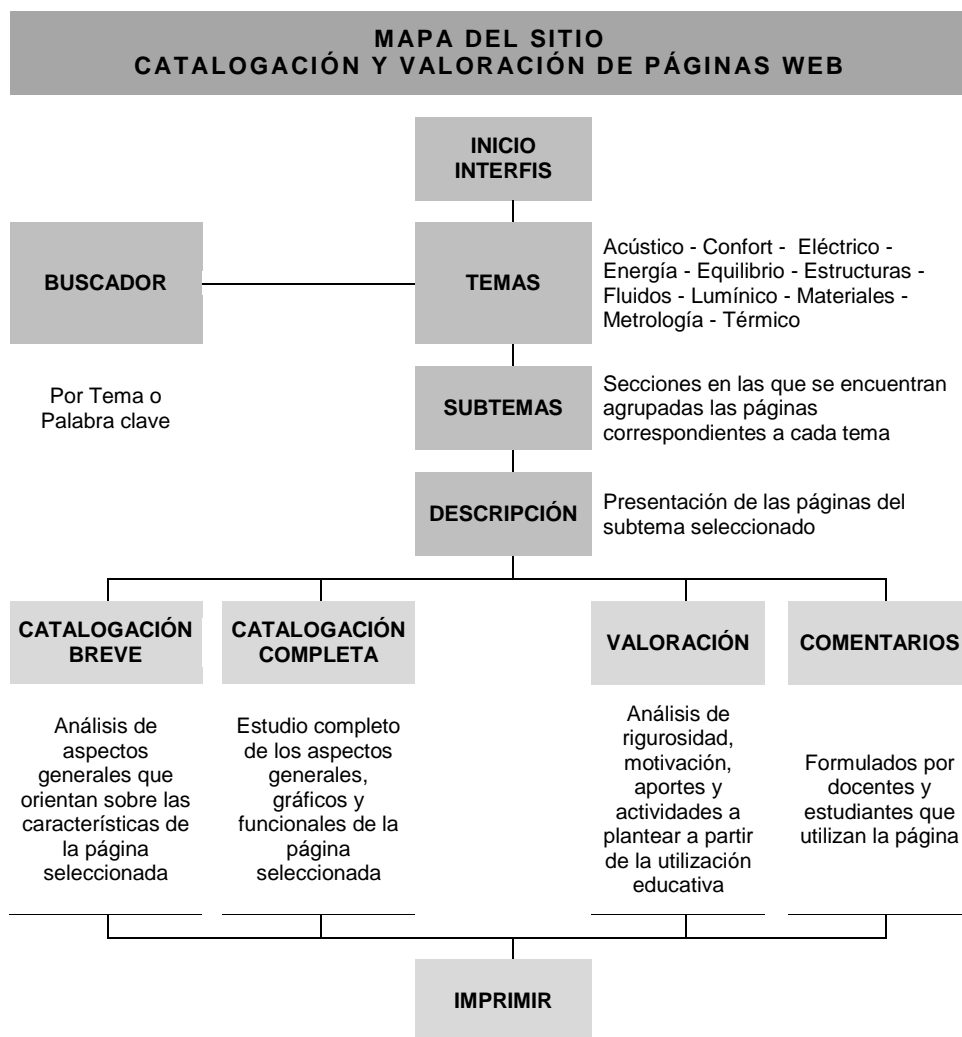 MAPA DEL SITIO
CATALOGACIÓN Y VALORACIÓN DE PÁGINAS WEB
INICIO
INTERFIS
BUSCADOR
TEMAS
Acústico - Confort -  Eléctrico -
Energía - Equilibrio - Estructuras -
Fluidos - Lumínico - Materiales -
Metrología - Térmico
Por Tema o
Palabra clave
SUBTEMAS
Secciones en las que se encuentran
agrupadas las páginas
correspondientes a cada tema
DESCRIPCIÓN
Presentación de las páginas del
subtema seleccionado
CATALOGACIÓN
BREVE
CATALOGACIÓN
COMPLETA
VALORACIÓN
COMENTARIOS
Análisis de
aspectos
generales que
orientan sobre las
características de
la página
seleccionada
Estudio completo
de los aspectos
generales,
gráficos y
funcionales de la
página
seleccionada
Análisis de
rigurosidad,
motivación,
aportes y
actividades a
plantear a partir
de la utilización
educativa
Formulados por
docentes y
estudiantes que
utilizan la página
IMPRIMIR